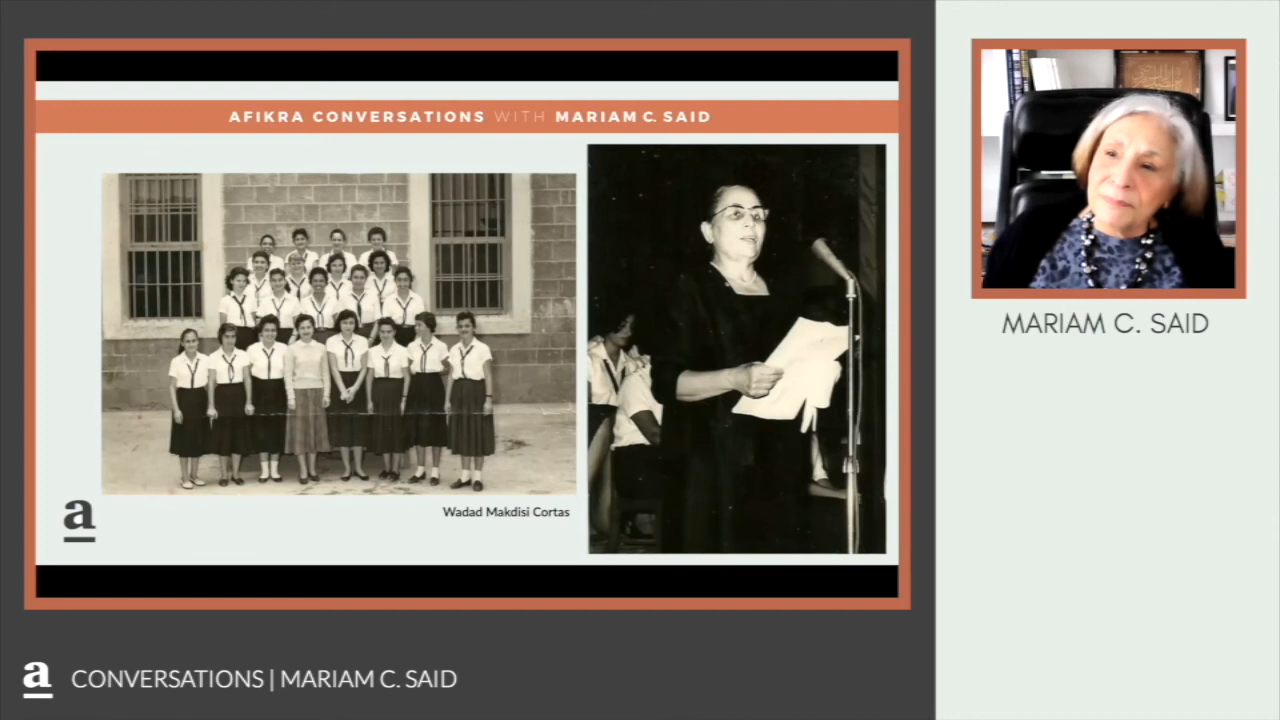 AFIKRA CONVERSATIONS WITH MARIAM C. SAID
Wadad Makdisi Cortas
a
MARIAM C. SAID
a CONVERSATIONS | MARIAM C. SAID